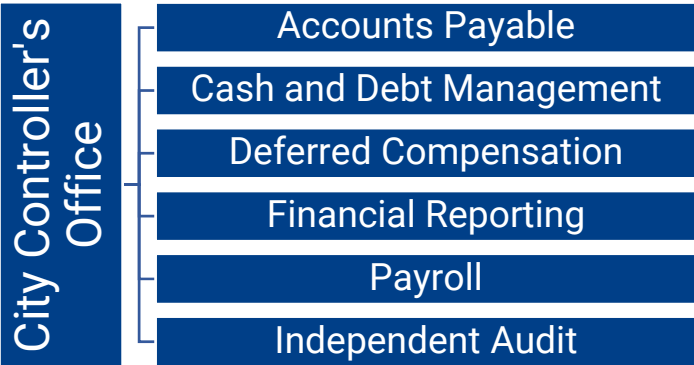 City Controller's
Office
Accounts Payable
Cash and Debt Management
Deferred Compensation
Financial Reporting
Payroll
Independent Audit